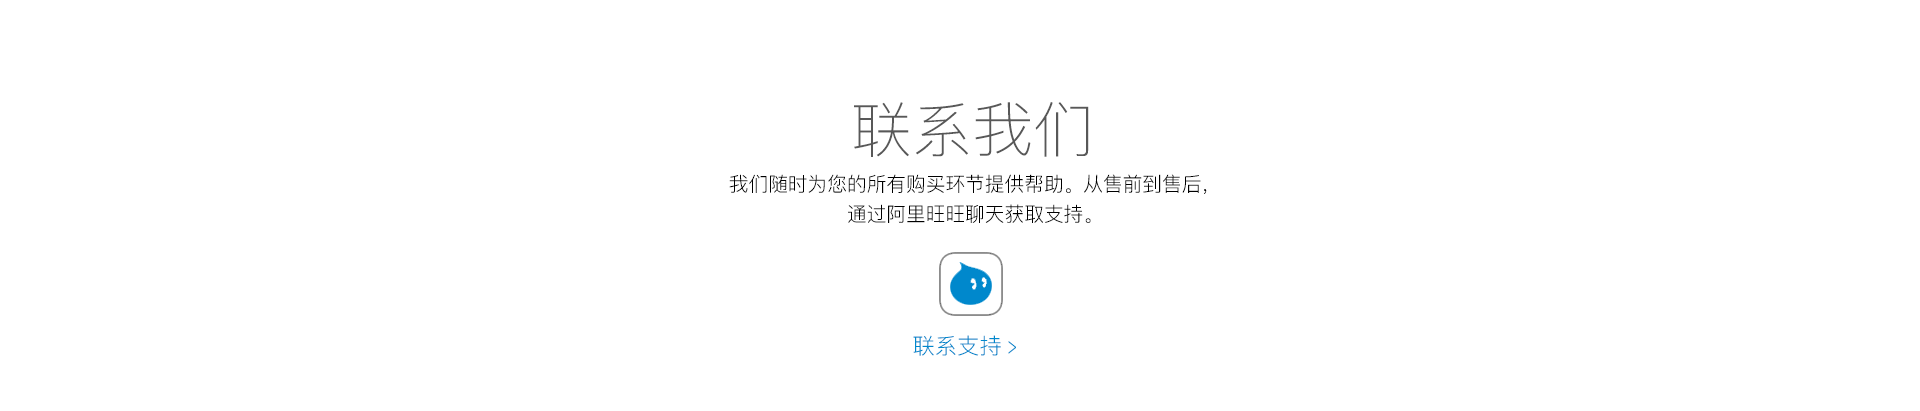 联系我们
我们随时为您的所有购买环节提供帮助。从售前到售后，
通过阿里旺旺聊天获取支持。
联系支持 >